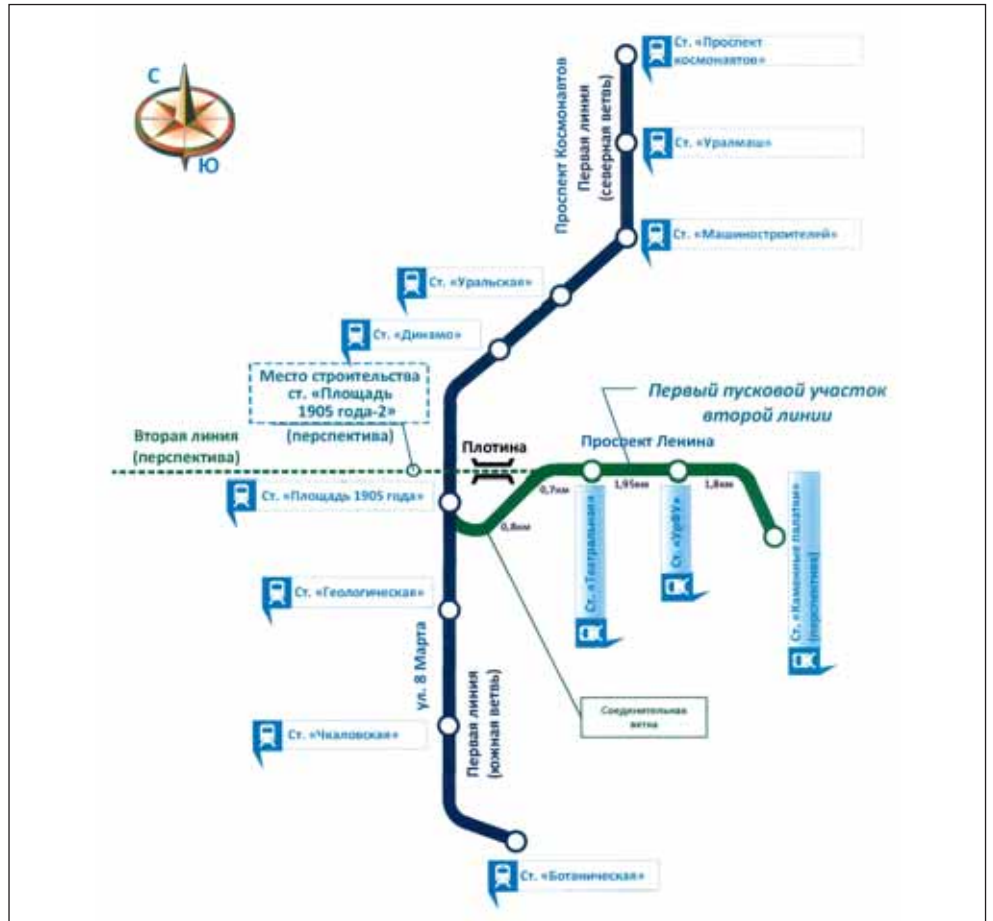 С
Ю
Ст. «Проспект
космонавтов»
Проспект Космонавтов
Первая линия
(северная ветвь)
Ст. «Уралмаш»
Ст. «Машиностроителей»
Ст. «Уральская»
Ст. «Динамо»
Место строительства
ст. «Площадь
1905 года-2»
(перспектива)
Первый пусковой участок
второй линии
Вторая линия
(перспектива)
Плотина
Проспект Ленина
0,7км
1,95км
1,8км
0,8км
Ст. «Площадь 1905 года»
Ст. «Театральная»
Ст. «УрФУ»
Ст. «Каменные палатки»
(перспектива)
Ст. «Геологическая»
ул. 8 Марта
Первая линия
(южная ветвь)
Соединительная
ветка
Ст. «Чкаловская»
Ст. «Ботаническая»